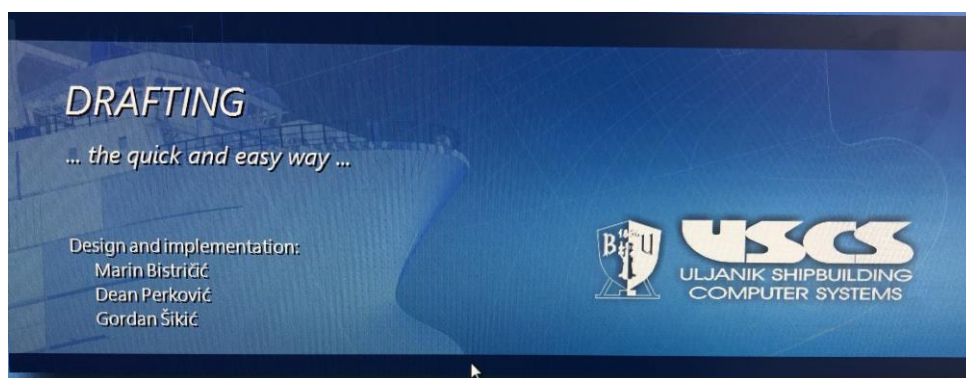 DRAFTING
... the quick and easy way ...
Design and implementation:
Marin Bistričić
Dean Perković
Gordan Šikić
B 1856 U
USCS
ULJANIK SHIPBUILDING
COMPUTER SYSTEMS